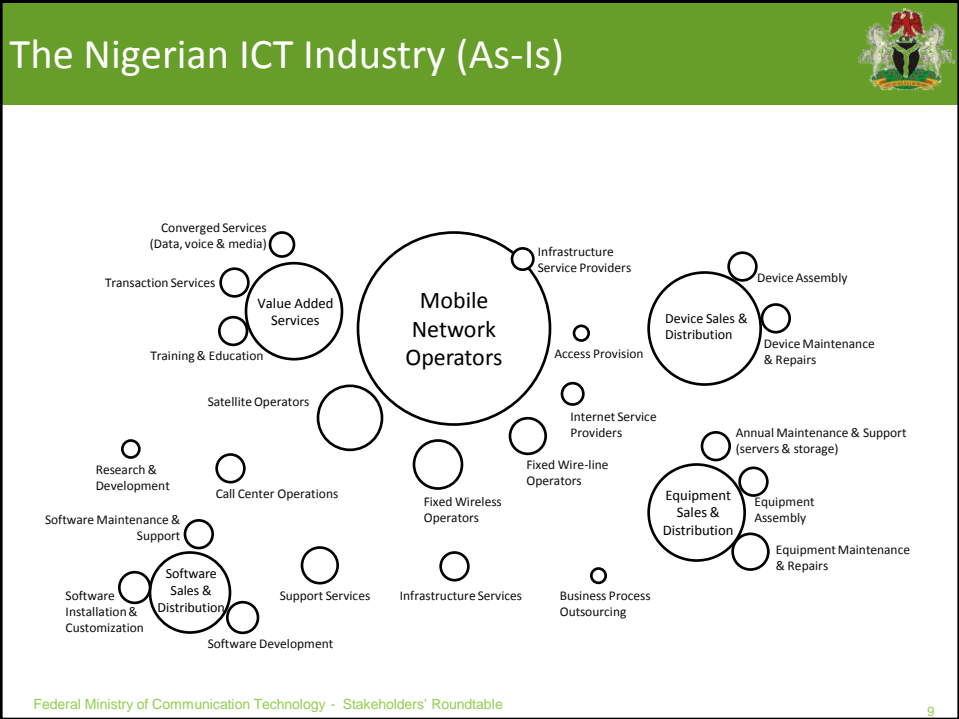 The Nigerian ICT Industry (As-Is)
Converged Services
(Data, voice & media)
Transaction Services
Value Added
Services
Training & Education
Mobile
Network
Operators
Infrastructure
Service Providers
Access Provision
Device Assembly
Device Sales &
Distribution
Device Maintenance
& Repairs
Satellite Operators
Internet Service
Providers
Fixed Wire-line
Operators
Fixed Wireless
Operators
Annual Maintenance & Support
(servers & storage)
Equipment
Sales &
Distribution
Equipment
Assembly
Equipment Maintenance
& Repairs
Research &
Development
Call Center Operations
Software Maintenance &
Support
Software
Sales &
Distribution
Software
Installation &
Customization
Software Development
Support Services
Infrastructure Services
Business Process
Outsourcing
Federal Ministry of Communication Technology - Stakeholders' Roundtable
9